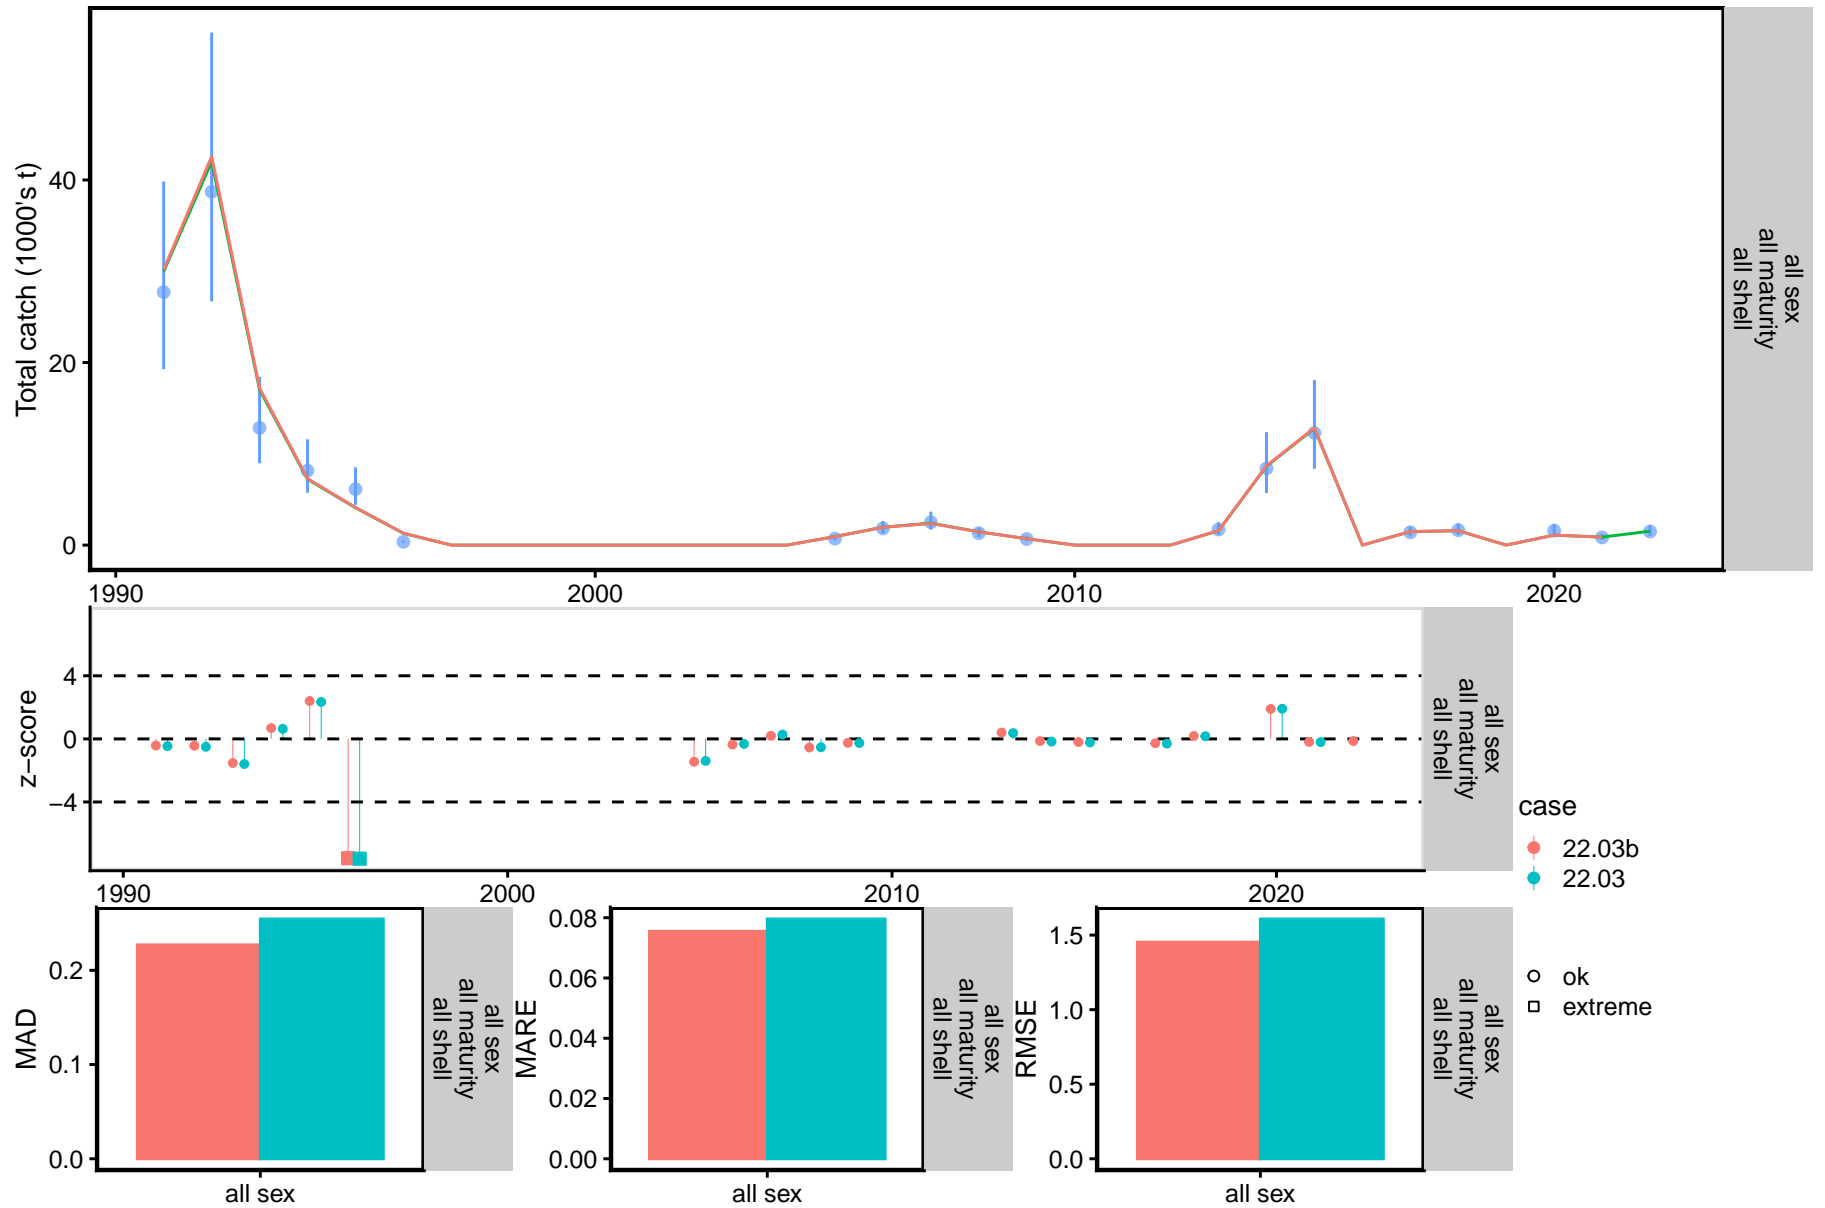 Total catch (1000's t)
40
20
0
1990
2000
2010
2020
all sex
all maturity
all shell
z−score
4
0
−4
1990
2000
2010
2020
all sex
all maturity
all shell
case
22.03b
22.03
ok
extreme
MAD
0.2
0.1
0.0
all sex
all sex
all maturity
all shell
MARE
0.08
0.06
0.04
0.02
0.00
all sex
all sex
all maturity
all shell
RMSE
1.5
1.0
0.5
0.0
all sex
all sex
all maturity
all shell